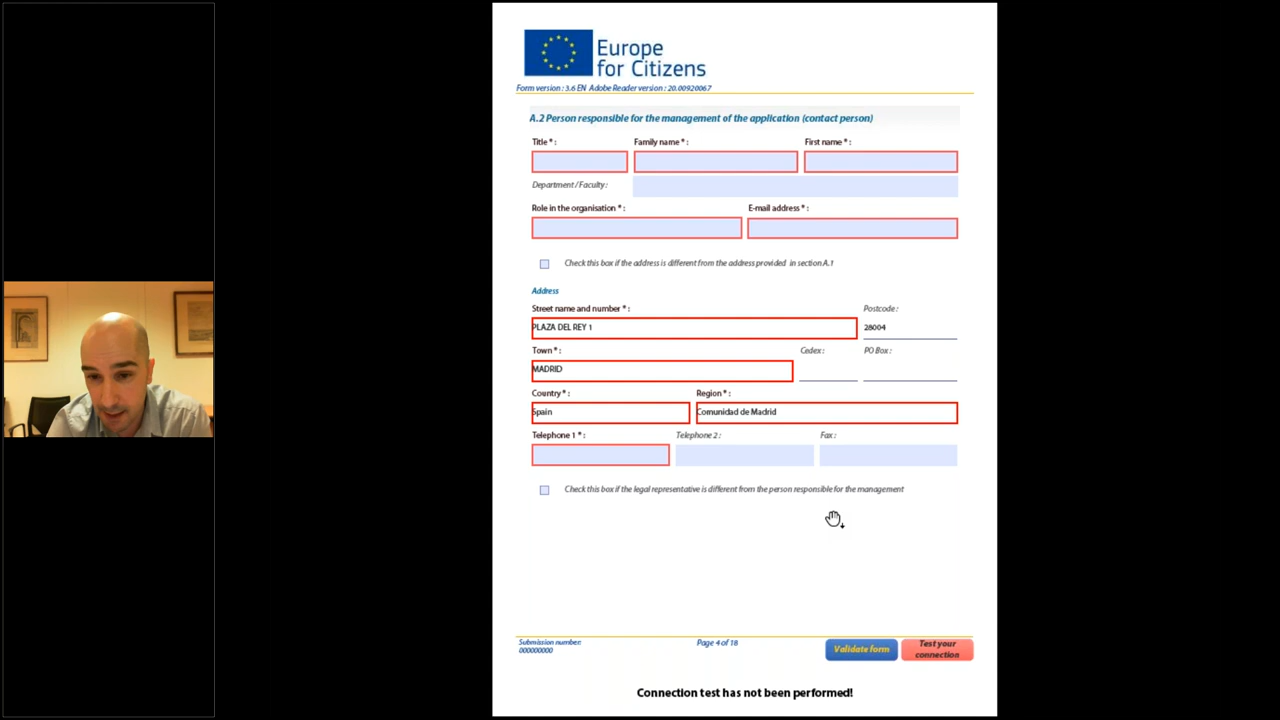 Europe
for Citizens
Form version : 3.6 EN Adobe Reader version : 20.00920067
A.2 Person responsible for the management of the application (contact person)
Title * : Family name * : First name * :
Department / Faculty :
Role in the organisation * : E-mail address * :
Check this box if the address is different from the address provided in section A.1
Address
Street name and number * : Postcode :
PLAZA DEL REY 1 28004
Town * : Cedex : PO Box :
MADRID
Country * : Region * :
Spain Comunidad de Madrid
Telephone 1 * : Telephone 2 : Fax :
Check this box if the legal representative is different from the person responsible for the management
Submission number: Page 4 of 18 Validate form Test your
000000000 connection
Connection test has not been performed!